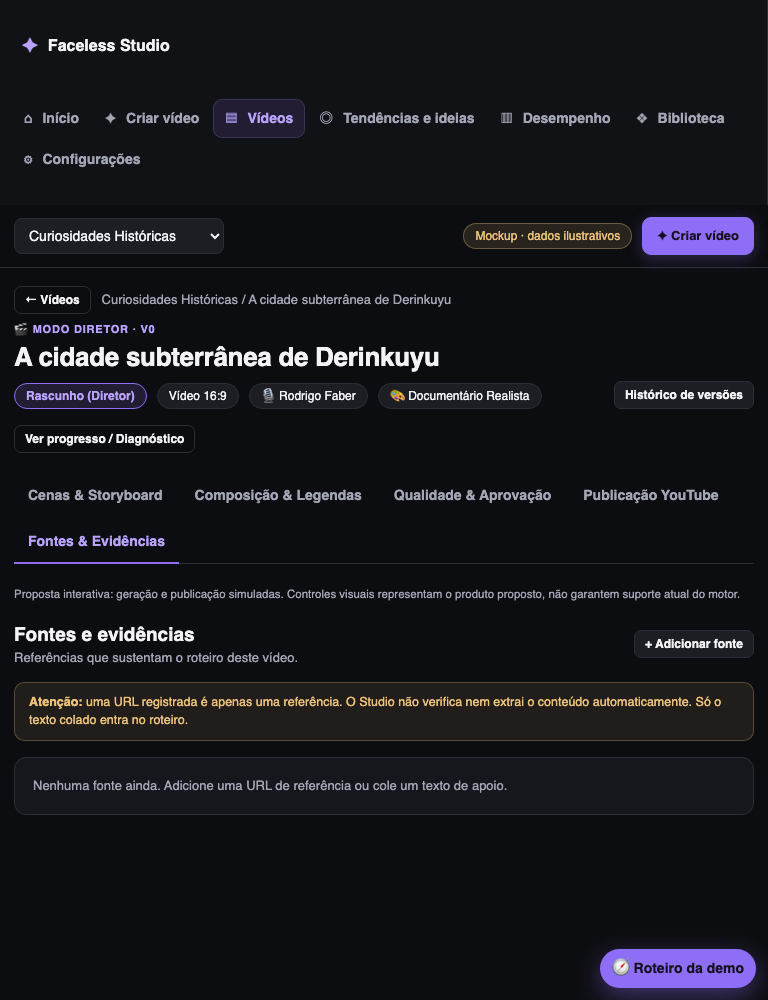 Faceless Studio
Início
Criar vídeo
Vídeos
Tendências e ideias
Desempenho
Biblioteca
Configurações
Curiosidades Históricas
Mockup · dados ilustrativos
✦ Criar vídeo
← Vídeos
Curiosidades Históricas / A cidade subterrânea de Derinkuyu
🎬 MODO DIRETOR · V0
A cidade subterrânea de Derinkuyu
Rascunho (Diretor)
Vídeo 16:9
🎙️ Rodrigo Faber
🎨 Documentário Realista
Histórico de versões
Ver progresso / Diagnóstico
Cenas & Storyboard
Composição & Legendas
Qualidade & Aprovação
Publicação YouTube
Fontes & Evidências
Proposta interativa: geração e publicação simuladas. Controles visuais representam o produto proposto, não garantem suporte atual do motor.
Fontes e evidências
Referências que sustentam o roteiro deste vídeo.
+ Adicionar fonte
Atenção: uma URL registrada é apenas uma referência. O Studio não verifica nem extrai o conteúdo automaticamente. Só o
texto colado entra no roteiro.
Nenhuma fonte ainda. Adicione uma URL de referência ou cole um texto de apoio.
🧭 Roteiro da demo